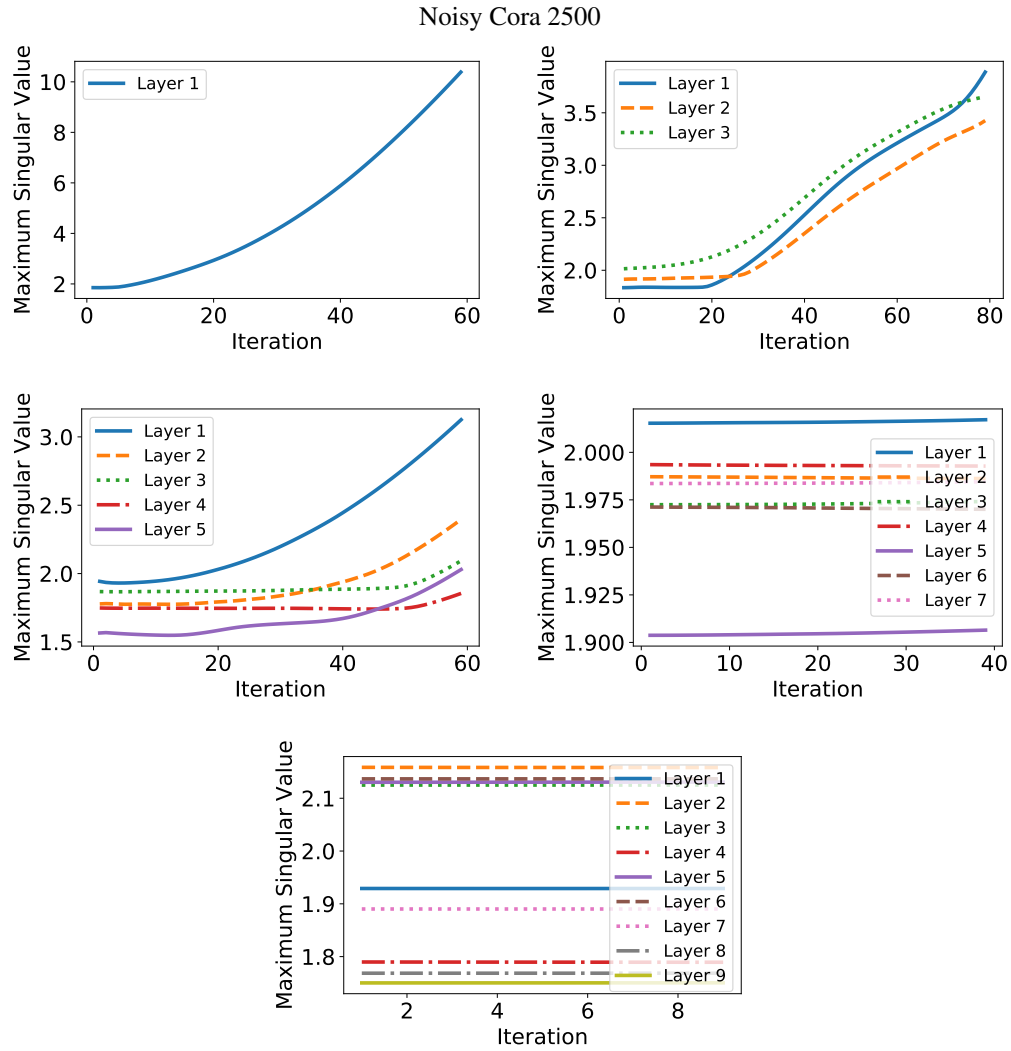 Noisy Cora 2500
Maximum Singular Value
10
8
6
4
2
Layer 1
0
20
40
60
Iteration
Maximum Singular Value
3.5
3.0
2.5
2.0
Layer 1
Layer 2
Layer 3
0
20
40
60
80
Iteration
Maximum Singular Value
3.0
2.5
2.0
1.5
Layer 1
Layer 2
Layer 3
Layer 4
Layer 5
0
20
40
60
Iteration
Maximum Singular Value
2.000
1.975
1.950
1.925
1.900
Layer 1
Layer 2
Layer 3
Layer 4
Layer 5
Layer 6
Layer 7
0
10
20
30
40
Iteration
Maximum Singular Value
2.1
2.0
1.9
1.8
Layer 1
Layer 2
Layer 3
Layer 4
Layer 5
Layer 6
Layer 7
Layer 8
Layer 9
2
4
6
8
Iteration